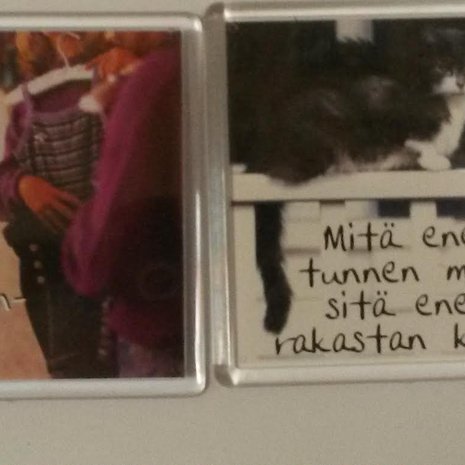 n-
Mitä ene
tunnen m
sitä ene
rakastan k